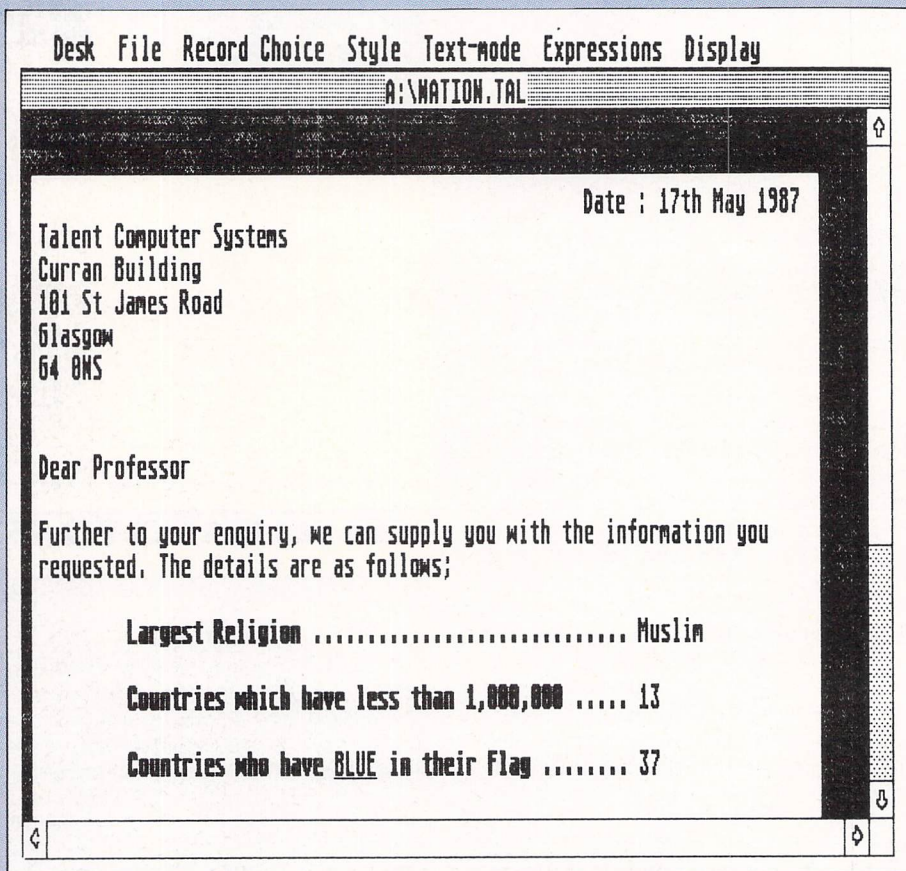 Desk File Record Choice Style Text-mode Expressions Display
A:\NATION.TAL
Date : 17th May 1987
Talent Computer Systems
Curran Building
101 St James Road
Glasgow
G4 0NS
Dear Professor
Further to your enquiry, we can supply you with the information you
requested. The details are as follows;
Largest Religion ............................. Muslim
Countries which have less than 1,000,000 ..... 13
Countries who have BLUE in their Flag ........ 37